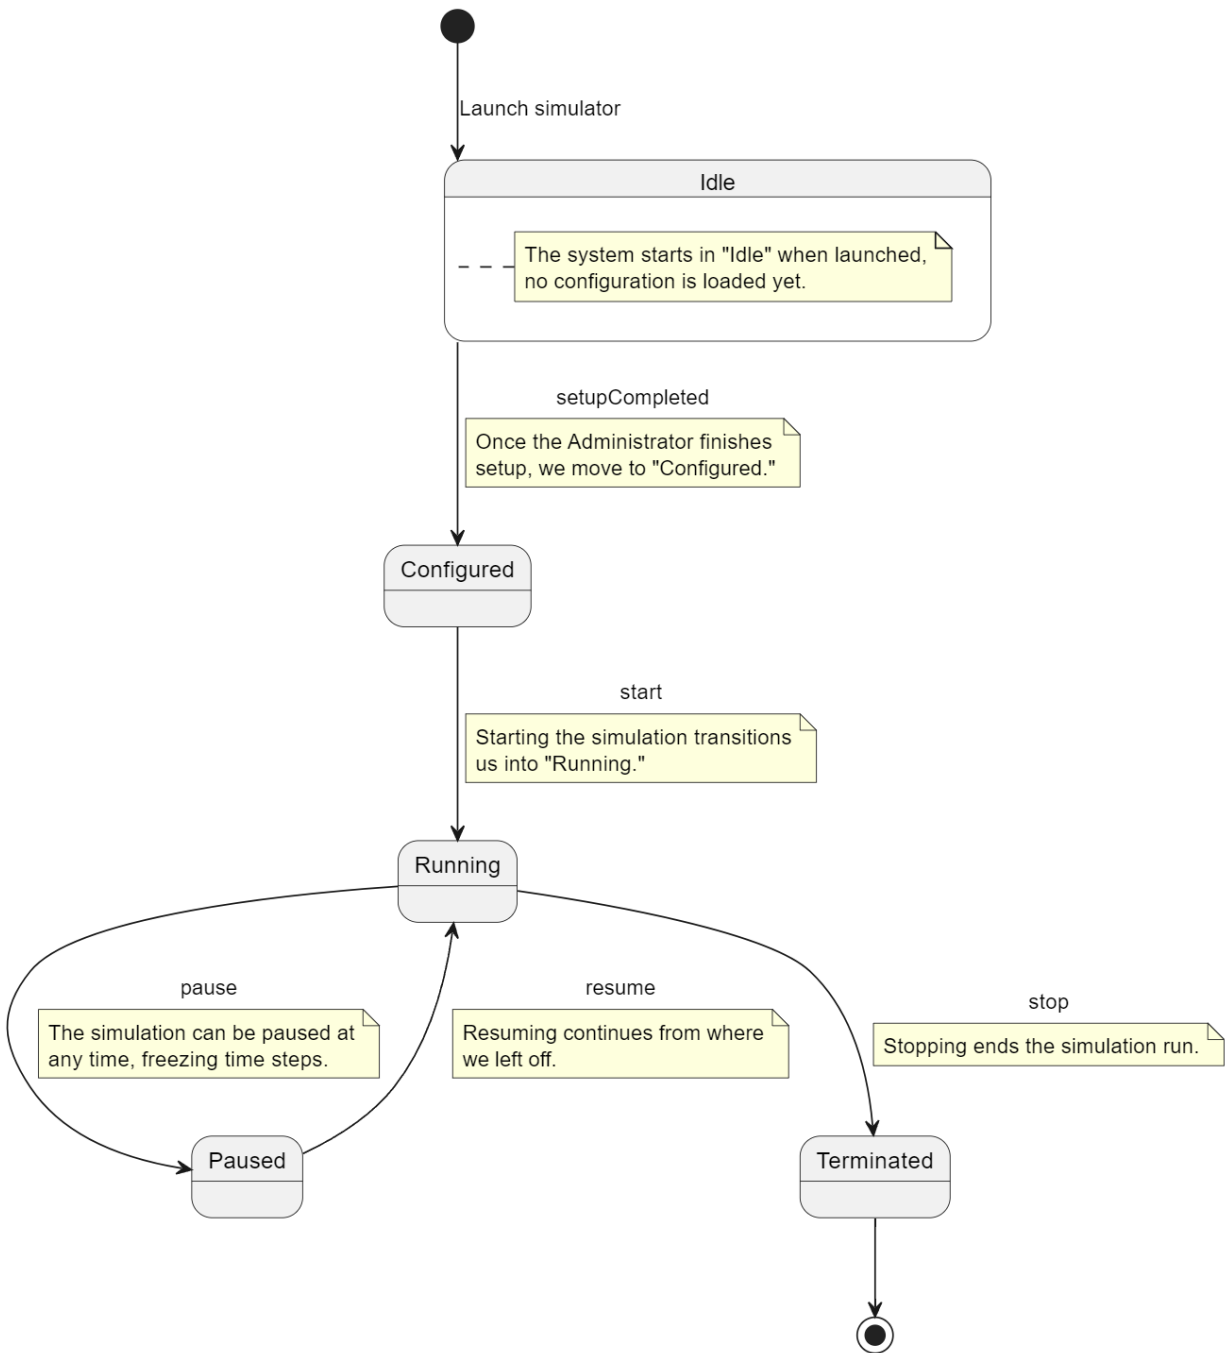 Launch simulator
Idle
The system starts in "Idle" when launched,
no configuration is loaded yet.
setupCompleted
Once the Administrator finishes
setup, we move to "Configured."
Configured
start
Starting the simulation transitions
us into "Running."
Running
pause
The simulation can be paused at
any time, freezing time steps.
resume
Resuming continues from where
we left off.
stop
Stopping ends the simulation run.
Paused
Terminated